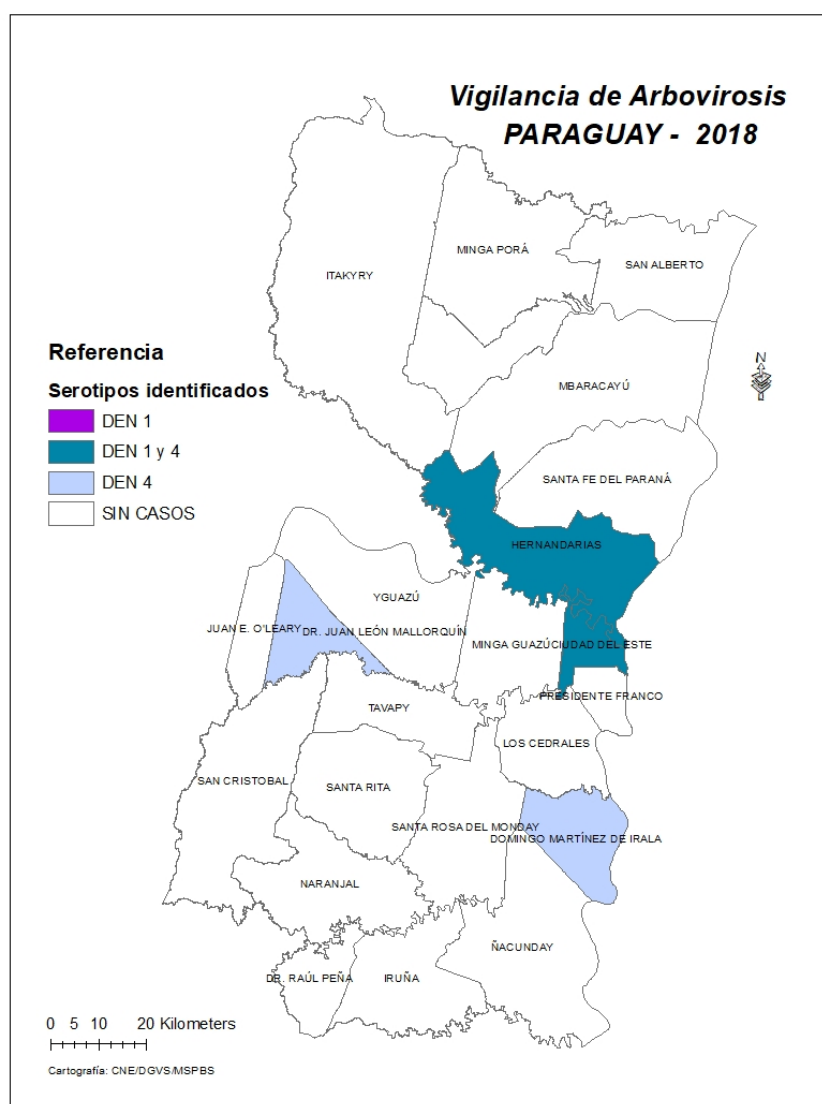 Vigilancia de Arbovirosis
PARAGUAY - 2018
MINGA PORÁ
SAN ALBERTO
ITAKYRY
Referencia
Serotipos identificados
DEN 1
DEN 1 y 4
DEN 4
SIN CASOS
N
MBARACAYÚ
SANTA FE DEL PARANÁ
HERNANDARIAS
YGUAZÚ
JUAN E. O'LEARY
DR. JUAN LEÓN MALLORQUÍN
MINGA GUAZÚ
CIUDAD DEL ESTE
PRESIDENTE FRANCO
TAVAPY
LOS CEDRALES
SAN CRISTOBAL
SANTA RITA
SANTA ROSA DEL MONDAY
DOMINGO MARTÍNEZ DE IRALA
NARANJAL
ÑACUNDAY
DR. RAÚL PEÑA
IRUÑA
0 5 10 20 Kilometers
Cartografía: CNE/DGVS/MSPBS